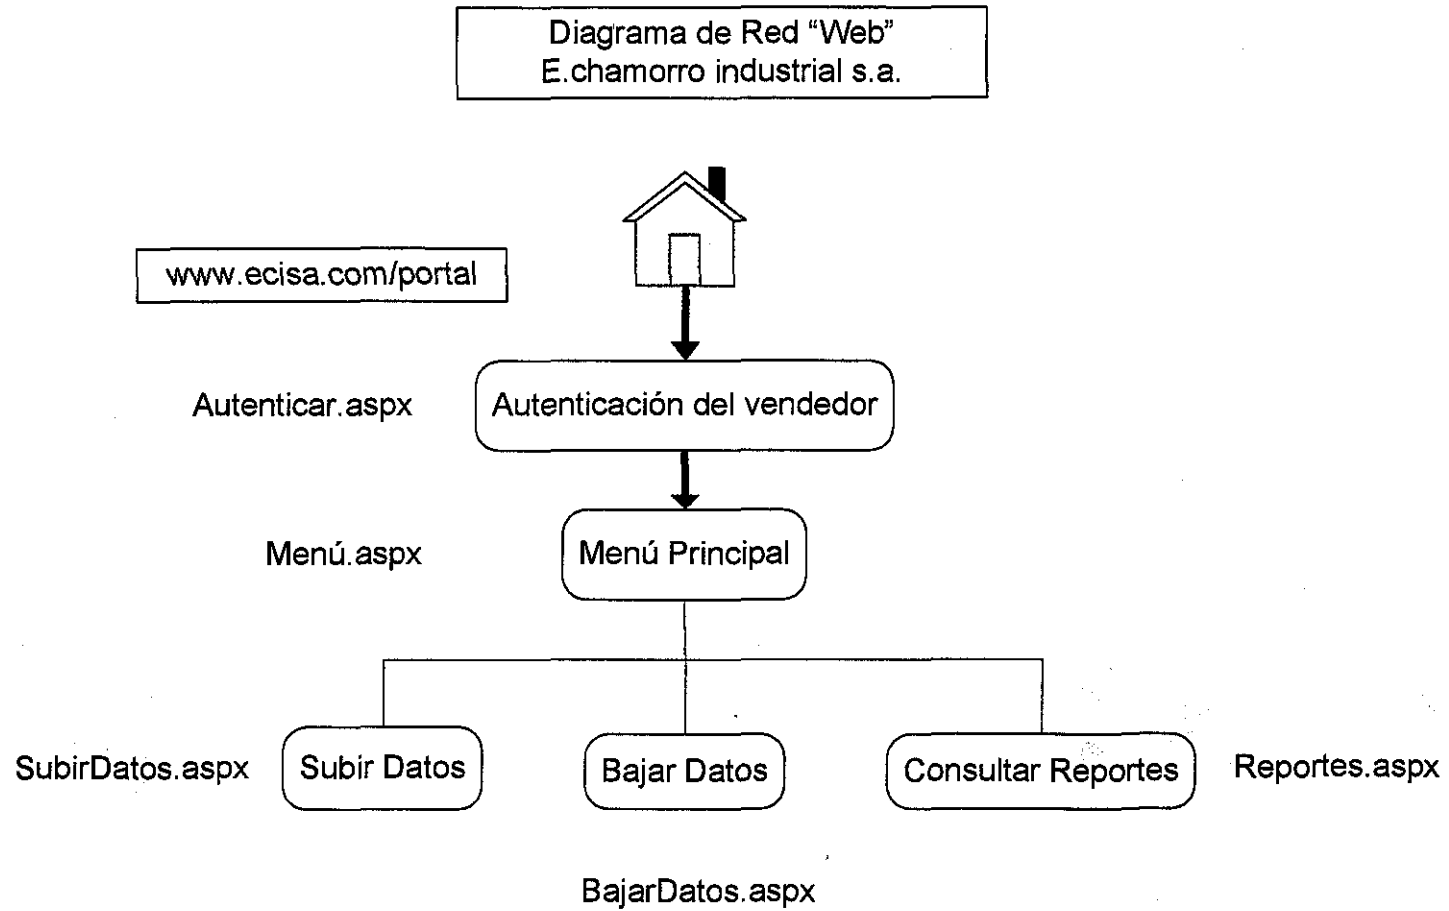 Diagrama de Red “Web”
E.chamorro industrial s.a.
www.ecisa.com/portal
Autenticar.aspx
Autenticación del vendedor
Menú.aspx
Menú Principal
SubirDatos.aspx
Subir Datos
Bajar Datos
Consultar Reportes
Reportes.aspx
BajarDatos.aspx